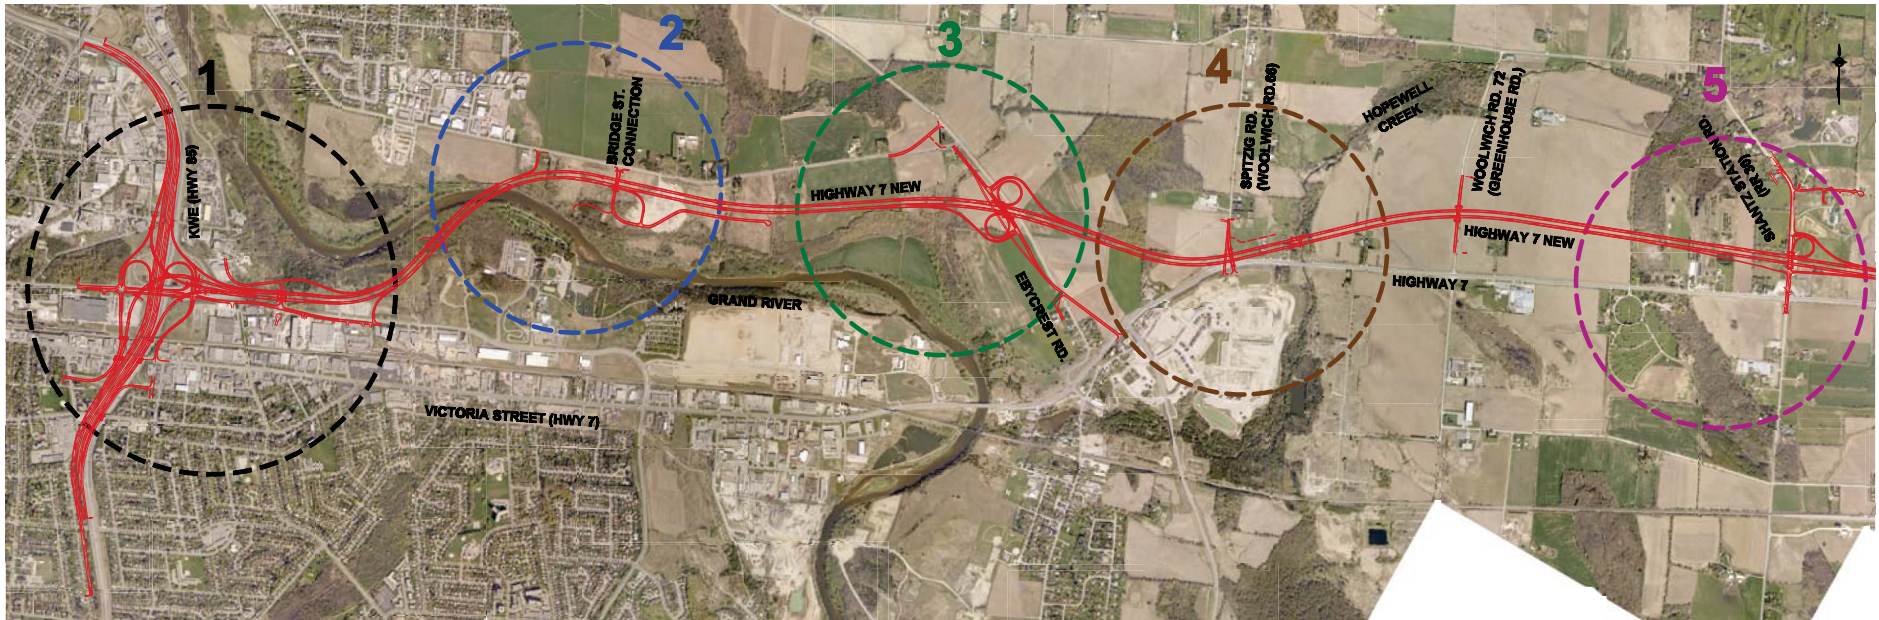 1
2
3
4
5
KWE (HWY 85)
BRIDGE ST.
CONNECTION
HIGHWAY 7 NEW
GRAND RIVER
VICTORIA STREET (HWY 7)
EBYCREST RD.
SPITZIG RD.
(WOOLWICH RD.66)
HOPEWELL
CREEK
WOOLWICH RD. 72
(GREENHOUSE RD.)
HIGHWAY 7 NEW
HIGHWAY 7
SHANTZ STATION RD.
(RR 30)